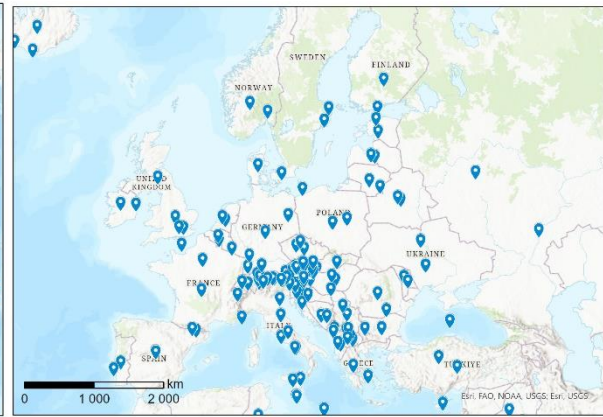 SWEDEN
FINLAND
NORWAY
UNITED
KINGDOM
POLAND
GERMANY
UKRAINE
FRANCE
ITALY
SPAIN
GREECE
TÜRKIYE
km
0 1 000 2 000
Esri, FAO, NOAA, USGS; Esri, USGS